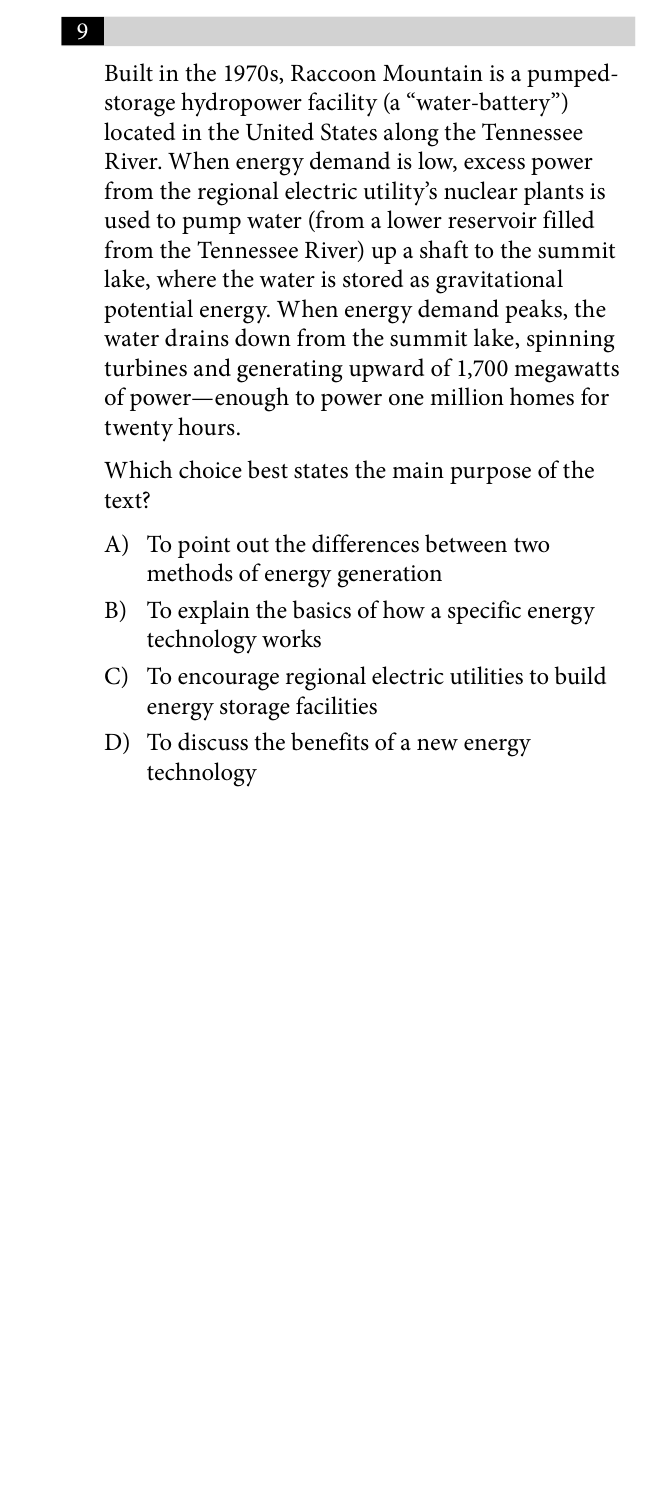 9
Built in the 1970s, Raccoon Mountain is a pumped-
storage hydropower facility (a “water-battery”)
located in the United States along the Tennessee
River. When energy demand is low, excess power
from the regional electric utility’s nuclear plants is
used to pump water (from a lower reservoir filled
from the Tennessee River) up a shaft to the summit
lake, where the water is stored as gravitational
potential energy. When energy demand peaks, the
water drains down from the summit lake, spinning
turbines and generating upward of 1,700 megawatts
of power—enough to power one million homes for
twenty hours.
Which choice best states the main purpose of the
text?
A) To point out the differences between two
methods of energy generation
B) To explain the basics of how a specific energy
technology works
C) To encourage regional electric utilities to build
energy storage facilities
D) To discuss the benefits of a new energy
technology